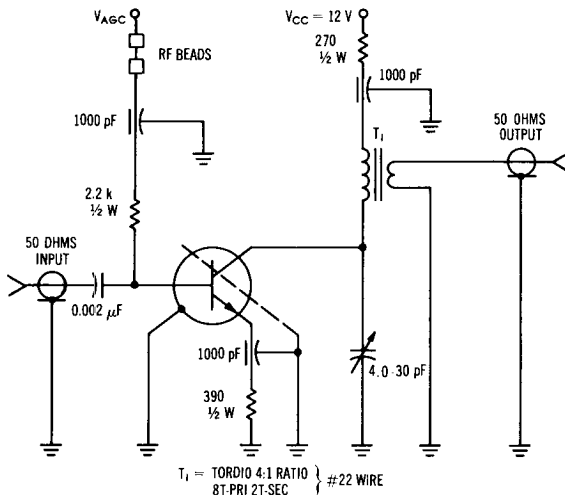 V_AGC
V_CC = 12 V
270
½ W
RF BEADS
1000 pF
1000 pF
50 OHMS
OUTPUT
T₁
2.2 k
½ W
50 DHMS
INPUT
0.002 μF
1000 pF
4.0-30 pF
390
½ W
T₁ = TORDIO 4:1 RATIO
8T-PRI 2T-SEC } #22 WIRE